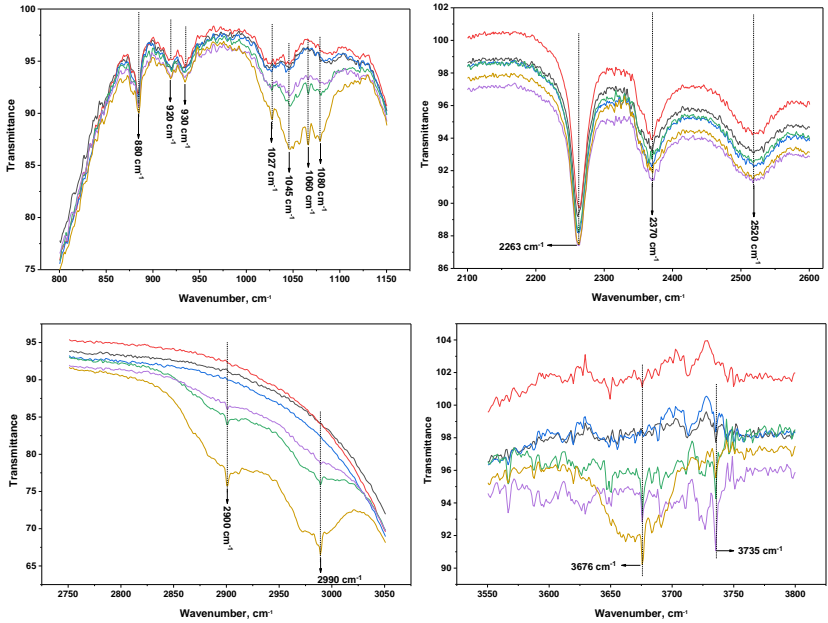 100
95
90
85
80
75
Transmittance
880 cm⁻¹
920 cm⁻¹
930 cm⁻¹
1027 cm⁻¹
1045 cm⁻¹
1069 cm⁻¹
1080 cm⁻¹
800 850 900 950 1000 1050 1100 1150
Wavenumber, cm⁻¹
104
102
100
98
96
94
92
90
88
86
Transmittance
2263 cm⁻¹
2370 cm⁻¹
2520 cm⁻¹
2100 2200 2300 2400 2500 2600
Wavenumber, cm⁻¹
95
90
85
80
75
70
65
Transmittance
2900 cm⁻¹
2990 cm⁻¹
2750 2800 2850 2900 2950 3000 3050
Wavenumber, cm⁻¹
104
102
100
98
96
94
92
90
Transmittance
3676 cm⁻¹
3735 cm⁻¹
3550 3600 3650 3700 3750 3800
Wavenumber, cm⁻¹